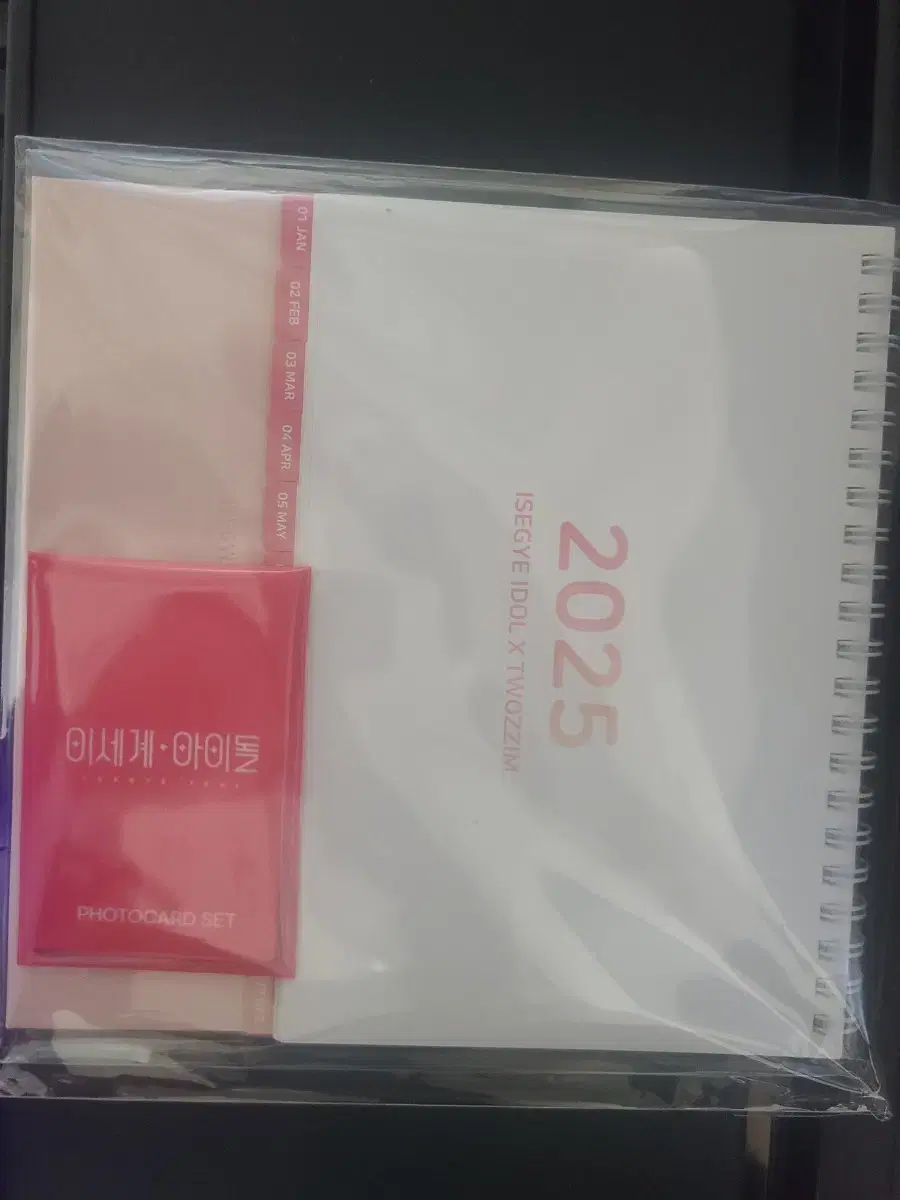 2025
ISEGYE IDOL X TWOZZIM
01 JAN
02 FEB
03 MAR
04 APR
05 MAY
이세계·아이돌
PHOTOCARD SET